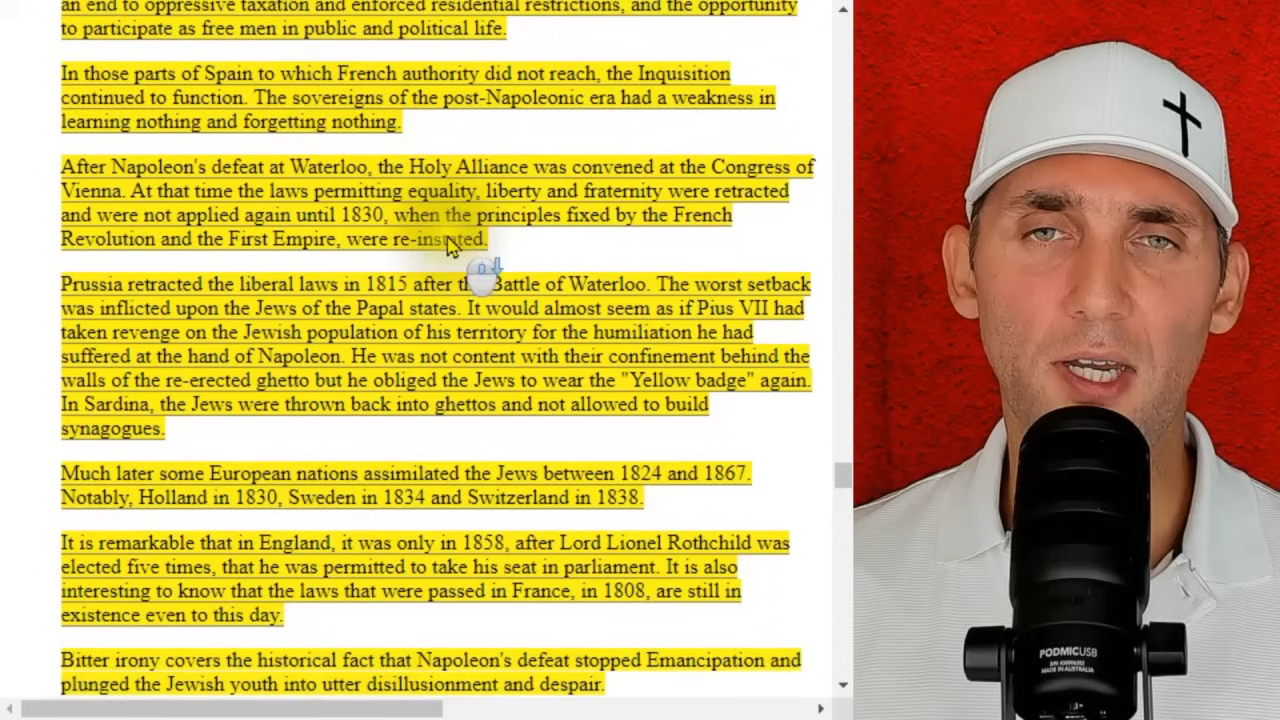 an end to oppressive taxation and enforced residential restrictions, and the opportunity
to participate as free men in public and political life.
In those parts of Spain to which French authority did not reach, the Inquisition
continued to function. The sovereigns of the post-Napoleonic era had a weakness in
learning nothing and forgetting nothing.
After Napoleon's defeat at Waterloo, the Holy Alliance was convened at the Congress of
Vienna. At that time the laws permitting equality, liberty and fraternity were retracted
and were not applied again until 1830, when the principles fixed by the French
Revolution and the First Empire, were re-instated.
Prussia retracted the liberal laws in 1815 after the Battle of Waterloo. The worst setback
was inflicted upon the Jews of the Papal states. It would almost seem as if Pius VII had
taken revenge on the Jewish population of his territory for the humiliation he had
suffered at the hand of Napoleon. He was not content with their confinement behind the
walls of the re-erected ghetto but he obliged the Jews to wear the "Yellow badge" again.
In Sardina, the Jews were thrown back into ghettos and not allowed to build
synagogues.
Much later some European nations assimilated the Jews between 1824 and 1867.
Notably, Holland in 1830, Sweden in 1834 and Switzerland in 1838.
It is remarkable that in England, it was only in 1858, after Lord Lionel Rothchild was
elected five times, that he was permitted to take his seat in parliament. It is also
interesting to know that the laws that were passed in France, in 1808, are still in
existence even to this day.
Bitter irony covers the historical fact that Napoleon's defeat stopped Emancipation and
plunged the Jewish youth into utter disillusionment and despair.
PODMICUSB
MADE IN AUSTRALIA